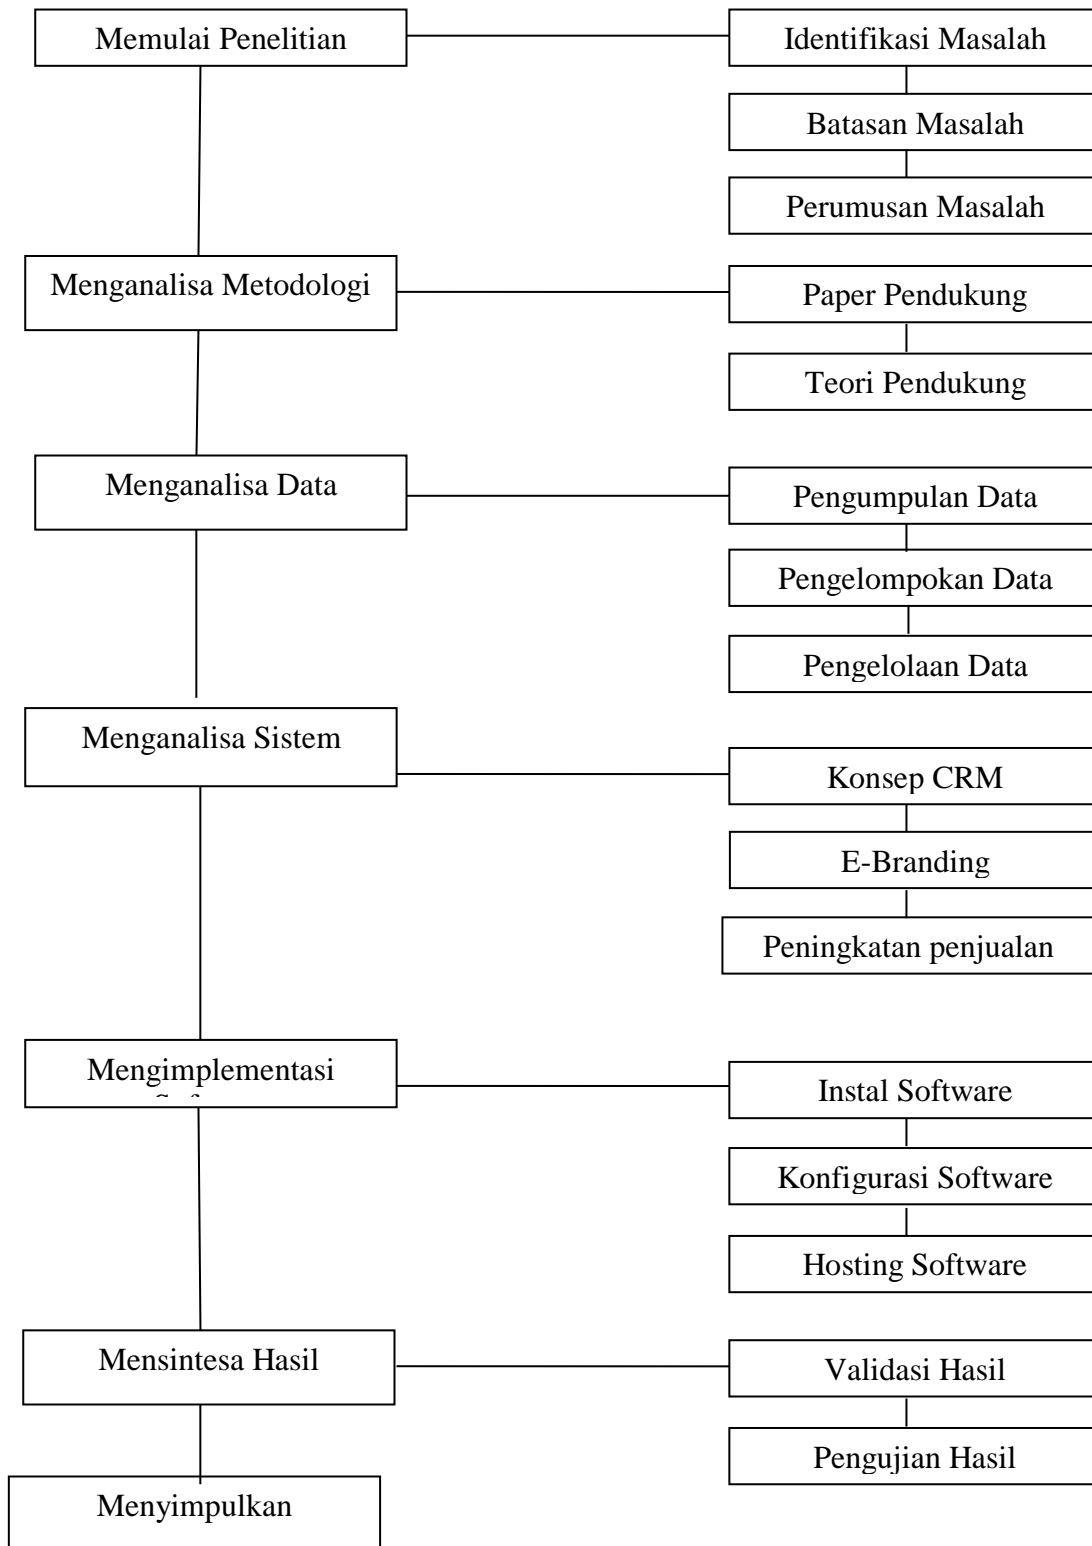 Memulai Penelitian
Identifikasi Masalah
Batasan Masalah
Perumusan Masalah
Menganalisa Metodologi
Paper Pendukung
Teori Pendukung
Menganalisa Data
Pengumpulan Data
Pengelompokan Data
Pengelolaan Data
Menganalisa Sistem
Konsep CRM
E-Branding
Peningkatan penjualan
Mengimplementasi
Instal Software
Konfigurasi Software
Hosting Software
Mensintesa Hasil
Validasi Hasil
Pengujian Hasil
Menyimpulkan